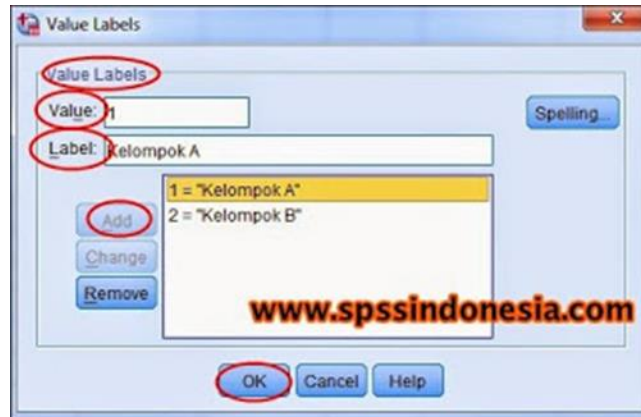 Value Labels
Value Labels
Value: 1
Spelling...
Label: Kelompok A
1 = "Kelompok A"
Add
2 = "Kelompok B"
Change
Remove
www.spssindonesia.com
OK Cancel Help